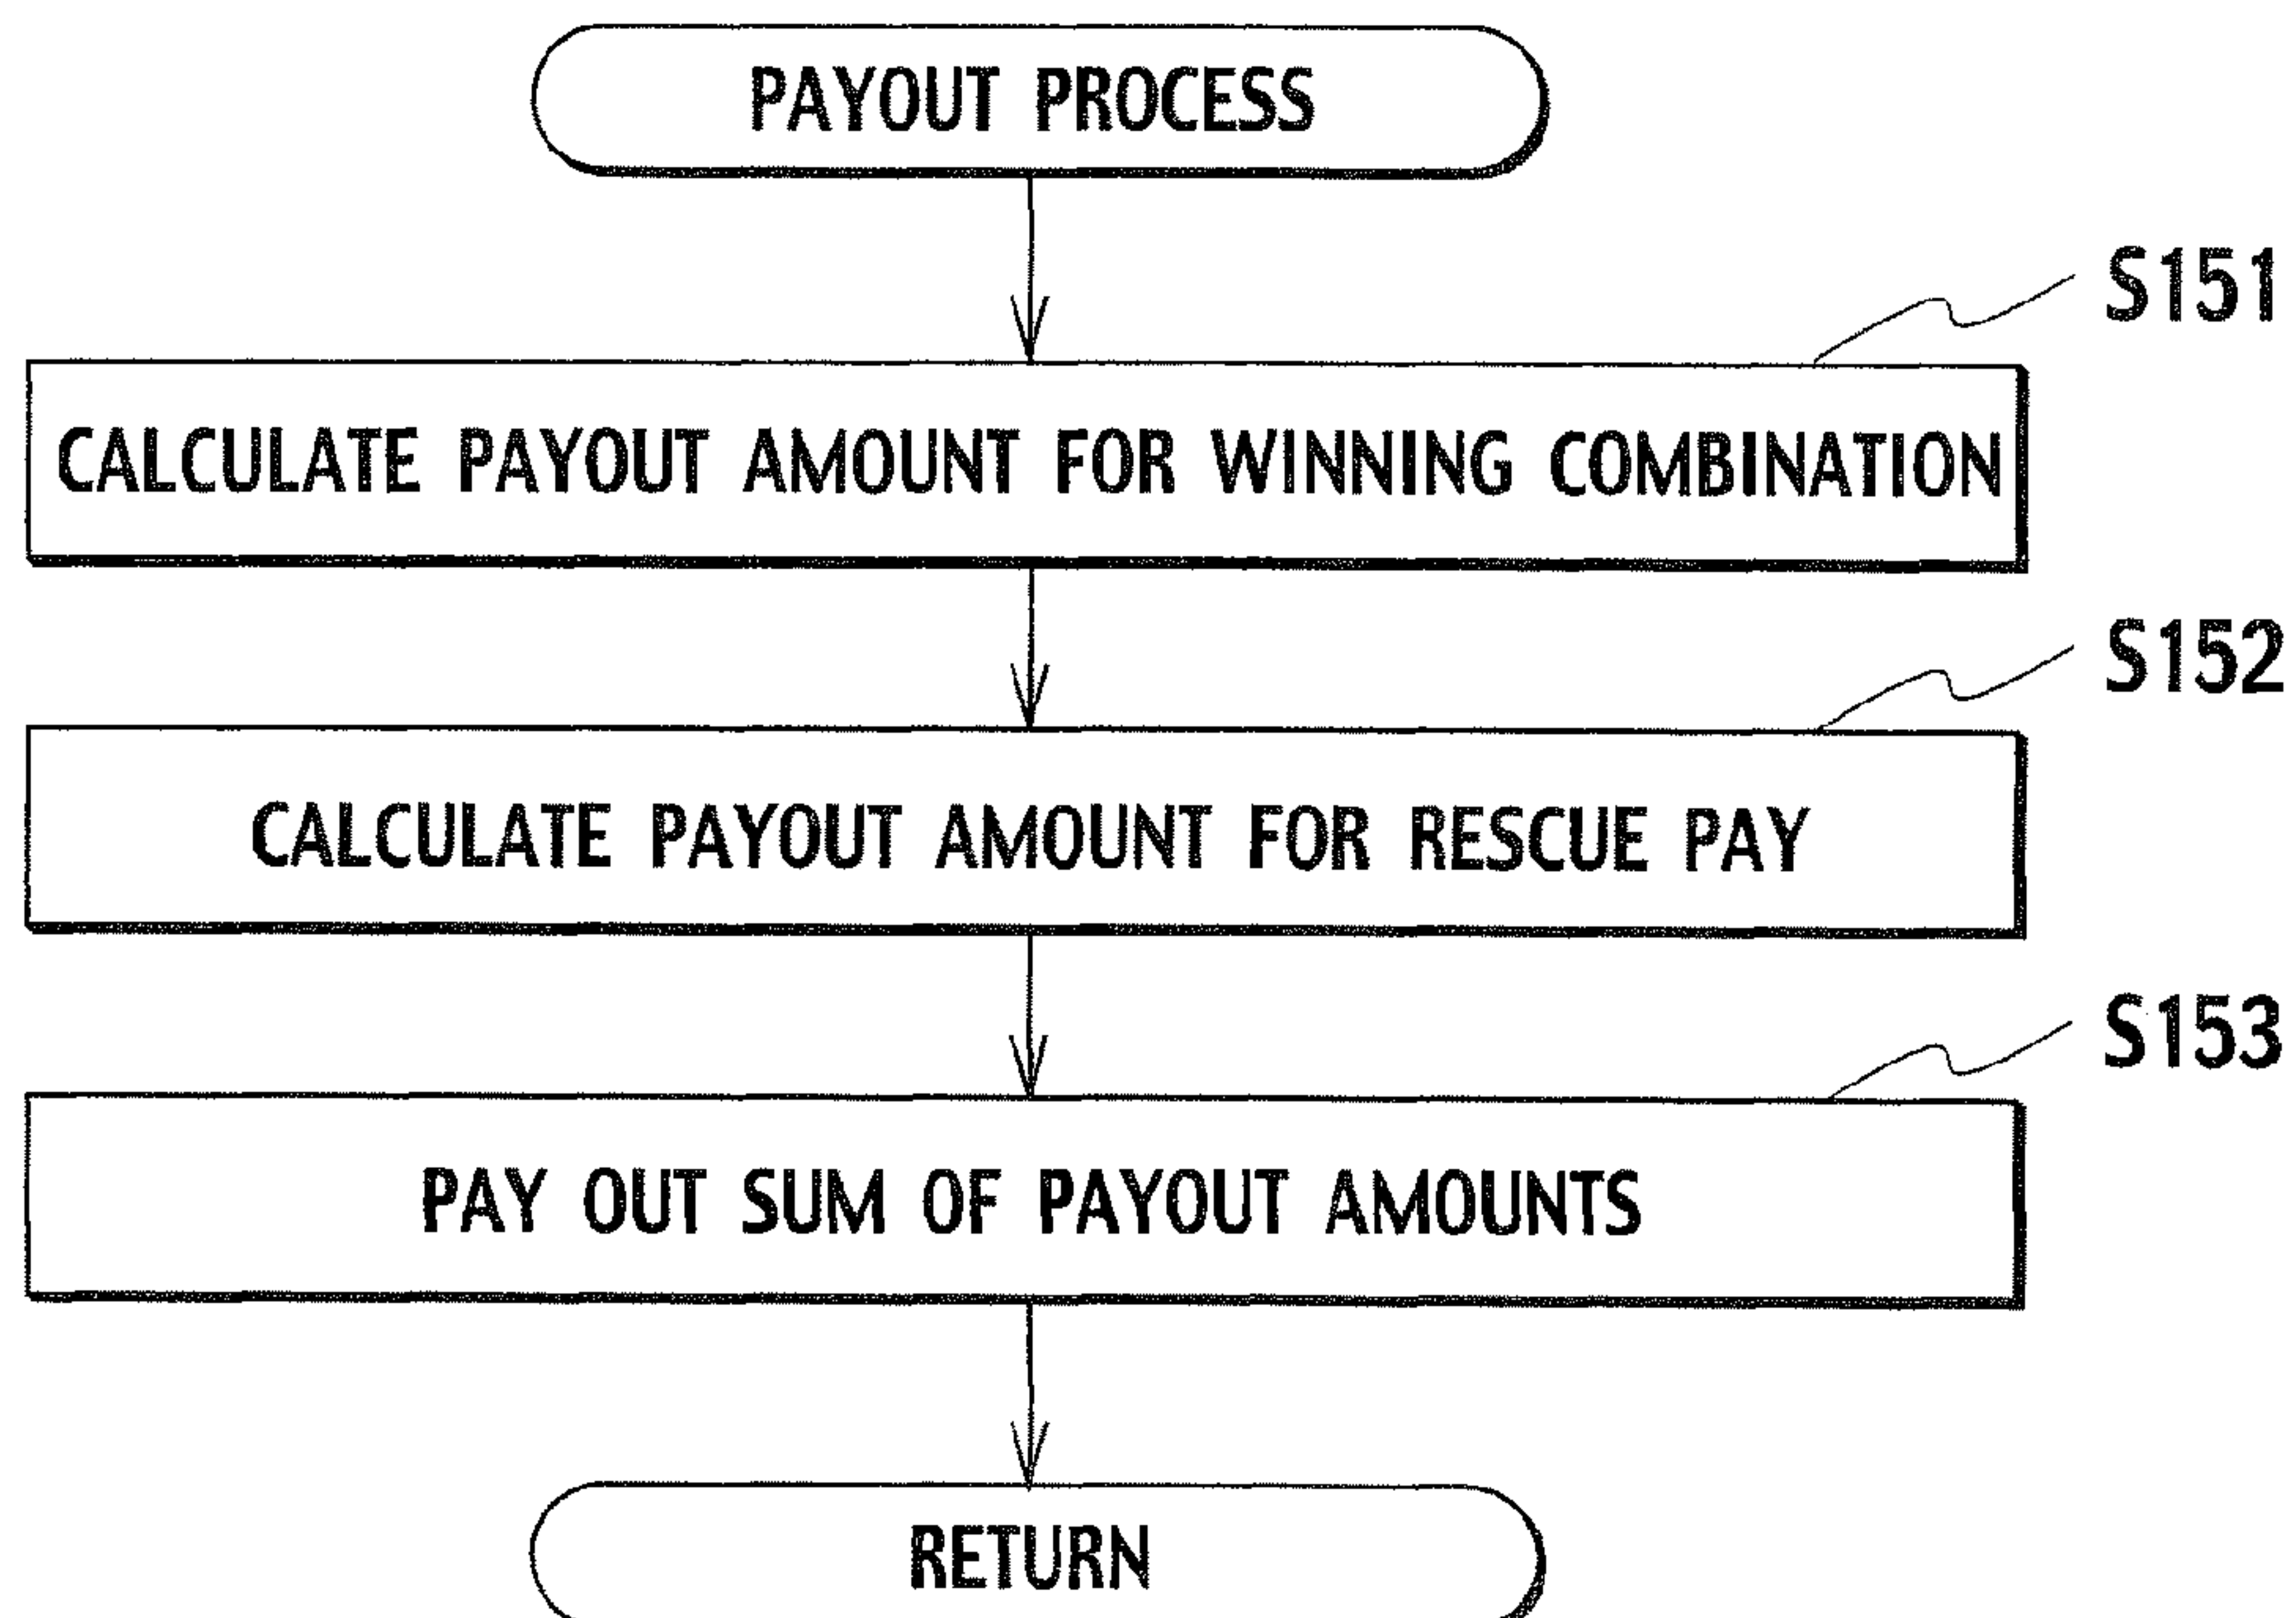 PAYOUT PROCESS
S151
CALCULATE PAYOUT AMOUNT FOR WINNING COMBINATION
S152
CALCULATE PAYOUT AMOUNT FOR RESCUE PAY
S153
PAY OUT SUM OF PAYOUT AMOUNTS
RETURN